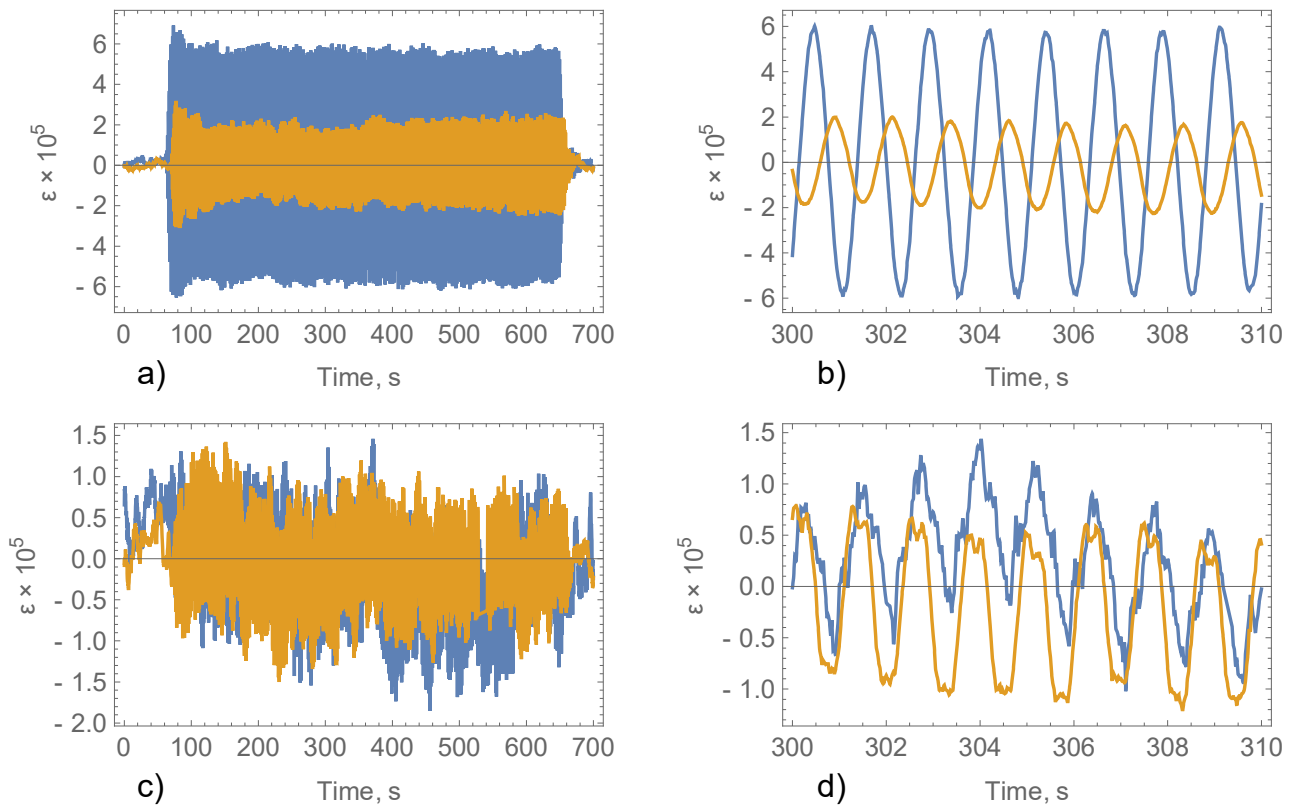 6
4
2
0
- 2
- 4
- 6
ε × 10⁵
0 100 200 300 400 500 600 700
a) Time, s
6
4
2
0
- 2
- 4
- 6
ε × 10⁵
300 302 304 306 308 310
b) Time, s
1.5
1.0
0.5
0.0
- 0.5
- 1.0
- 1.5
- 2.0
ε × 10⁵
0 100 200 300 400 500 600 700
c) Time, s
1.5
1.0
0.5
0.0
- 0.5
- 1.0
ε × 10⁵
300 302 304 306 308 310
d) Time, s